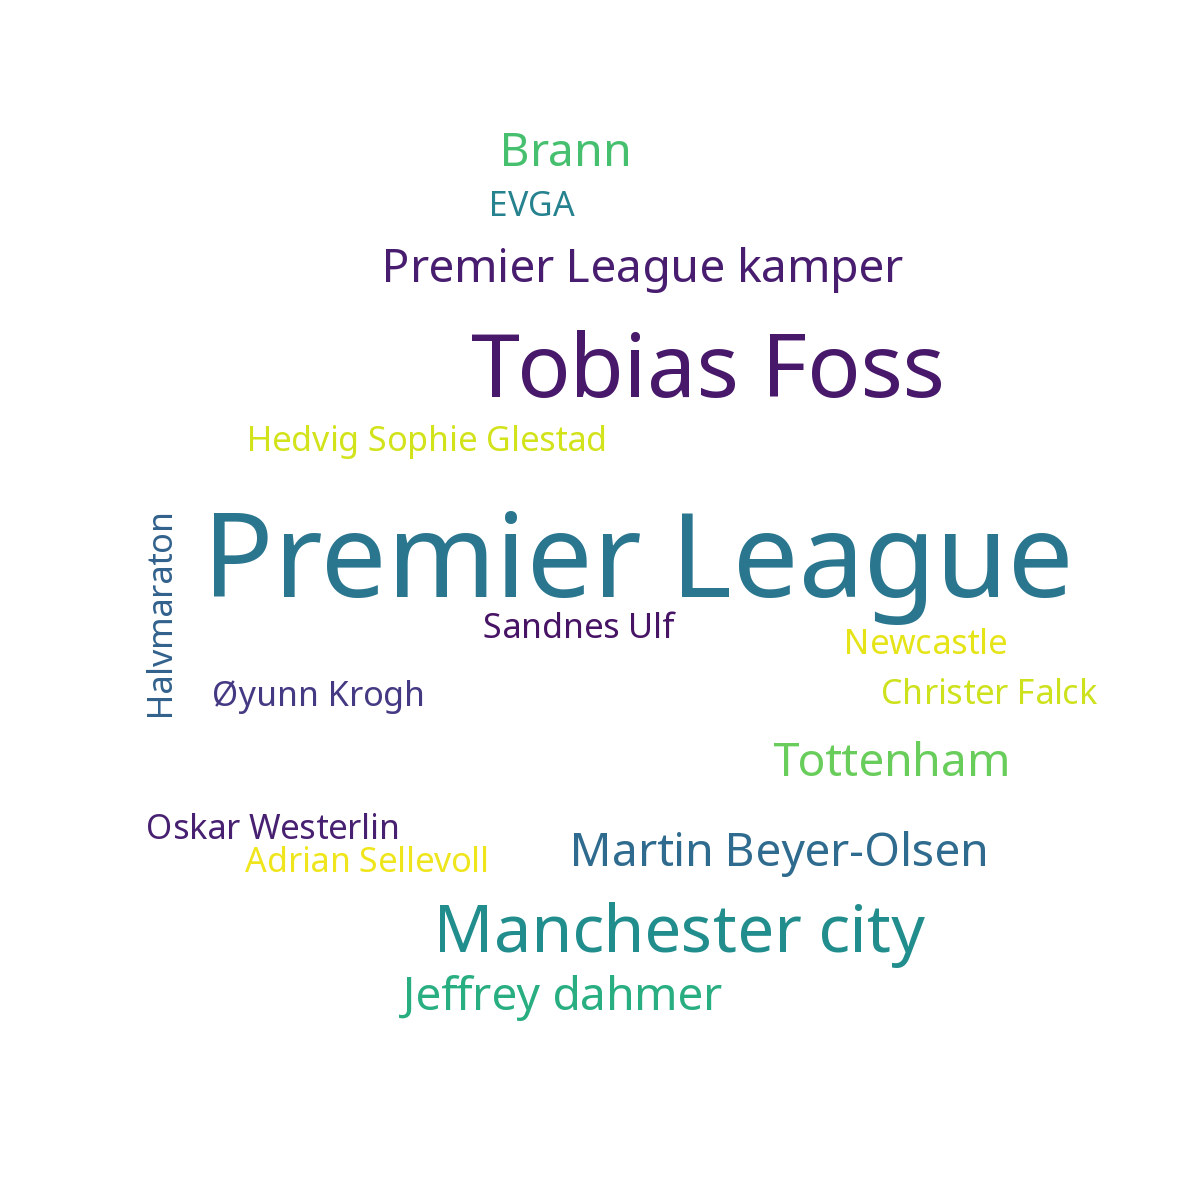 Brann
EVGA
Premier League kamper
Tobias Foss
Hedvig Sophie Glestad
Premier League
Halvmaraton
Sandnes Ulf
Newcastle
Øyunn Krogh
Christer Falck
Tottenham
Oskar Westerlin
Martin Beyer-Olsen
Adrian Sellevoll
Manchester city
Jeffrey dahmer